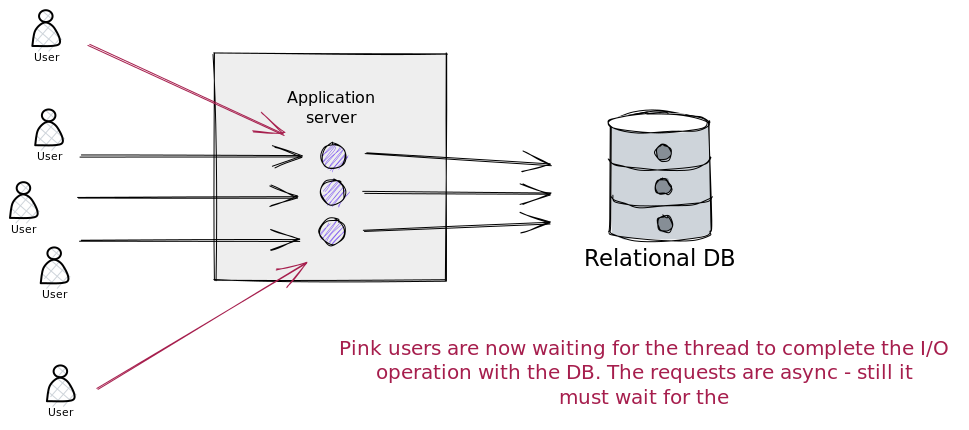 User
User
User
User
User
Application
server
Relational DB
Pink users are now waiting for the thread to complete the I/O
operation with the DB. The requests are async - still it
must wait for the